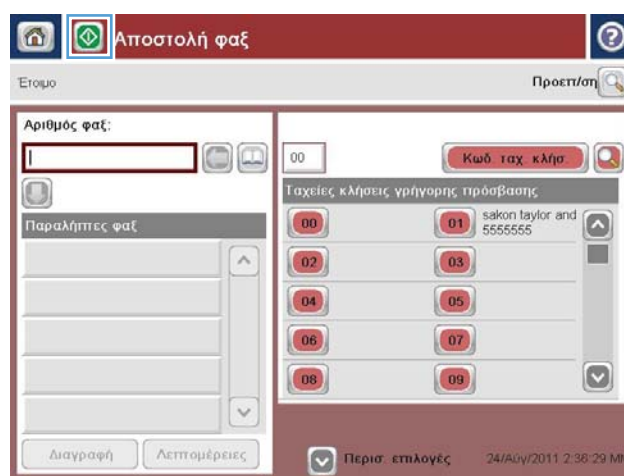 Αποστολή φαξ
Έτοιμο
Προεπ/ση
Αριθμός φαξ:
00
Κωδ. ταχ. κλήσ.
Ταχείες κλήσεις γρήγορης πρόσβασης
Παραλήπτες φαξ
00
01 sakon taylor and
5555555
02
03
04
05
06
07
08
09
Διαγραφή
Λεπτομέρειες
Περισ. επιλογές
24/Αύγ/2011 2:36:29 ΜΜ